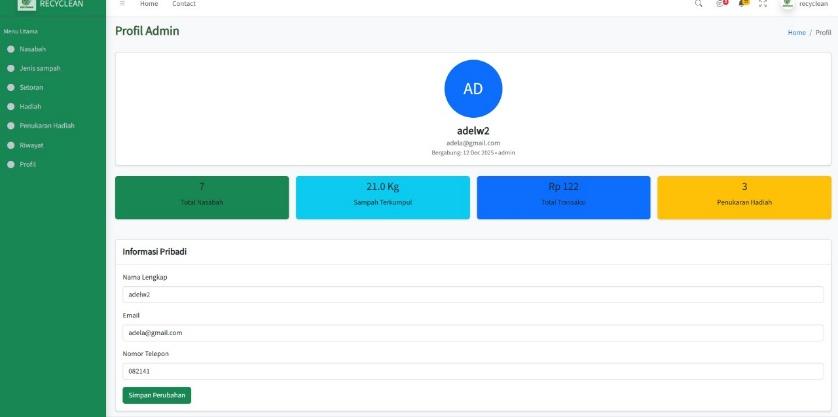 RECYCLEAN
Home Contact
recyclean
Menu Utama
Nasabah
Jenis sampah
Setoran
Hadiah
Penukaran Hadiah
Riwayat
Profil
Profil Admin
Home / Profil
AD
adelw2
adela@gmail.com
Bergabung: 12 Dec 2025 • admin
7
Total Nasabah
21.0 Kg
Sampah Terkumpul
Rp 122
Total Transaksi
3
Penukaran Hadiah
Informasi Pribadi
Nama Lengkap
adelw2
Email
adela@gmail.com
Nomor Telepon
082141
Simpan Perubahan